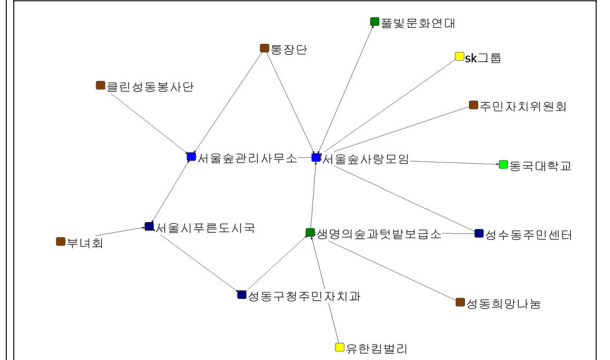 풀빛문화연대
통장단
sk그룹
클린성동봉사단
주민자치위원회
서울숲관리사무소
서울숲사랑모임
동국대학교
서울시푸른도시국
생명의숲과텃밭보급소
성수동주민센터
부녀회
성동구청주민자치과
성동희망나눔
유한킴벌리